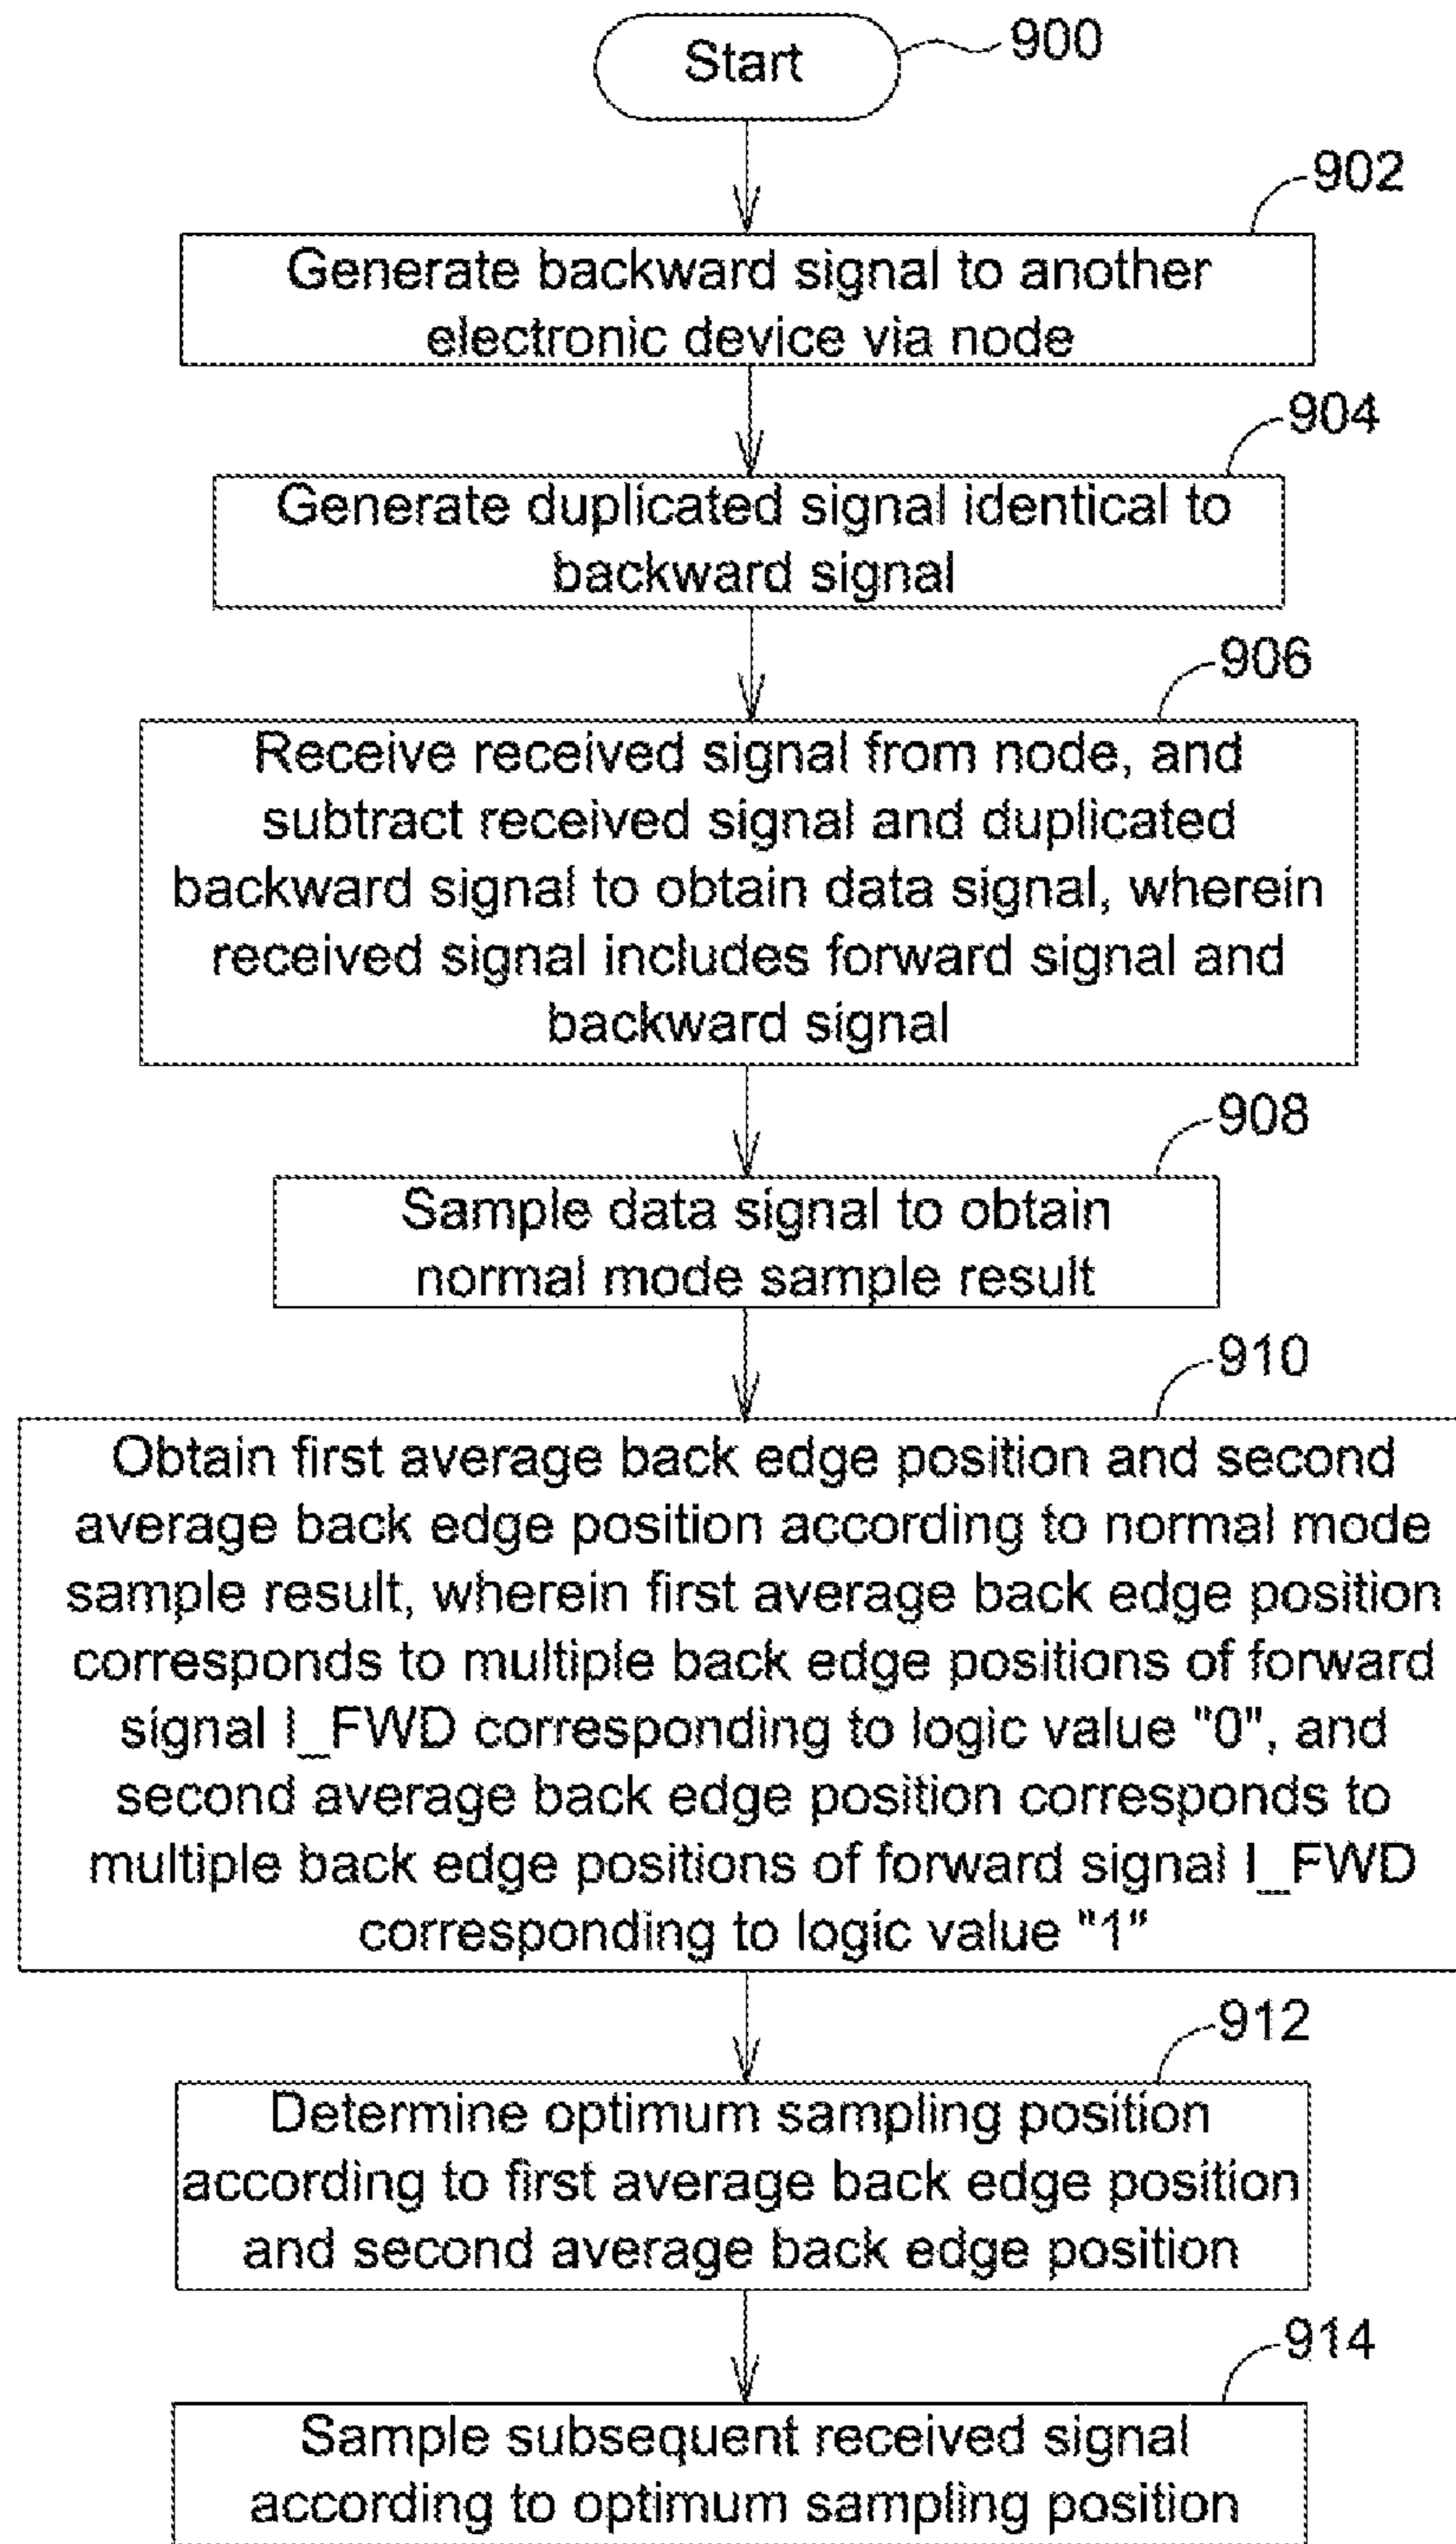 Start
900
902
Generate backward signal to another
electronic device via node
904
Generate duplicated signal identical to
backward signal
906
Receive received signal from node, and
subtract received signal and duplicated
backward signal to obtain data signal, wherein
received signal includes forward signal and
backward signal
908
Sample data signal to obtain
normal mode sample result
910
Obtain first average back edge position and second
average back edge position according to normal mode
sample result, wherein first average back edge position
corresponds to multiple back edge positions of forward
signal I_FWD corresponding to logic value "0", and
second average back edge position corresponds to
multiple back edge positions of forward signal I_FWD
corresponding to logic value "1"
912
Determine optimum sampling position
according to first average back edge position
and second average back edge position
914
Sample subsequent received signal
according to optimum sampling position